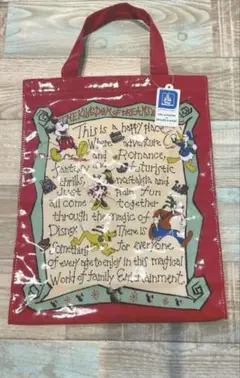 THE KINGDOM OF DREAMS
This is a happy place
Where adventure
and Romance,
fantasy futuristic
thrills, nostalgia and
Just plain fun
all come together
through the magic of
Disney There is
something for everyone
of every age to enjoy in this magical
World of Family Entertainment.